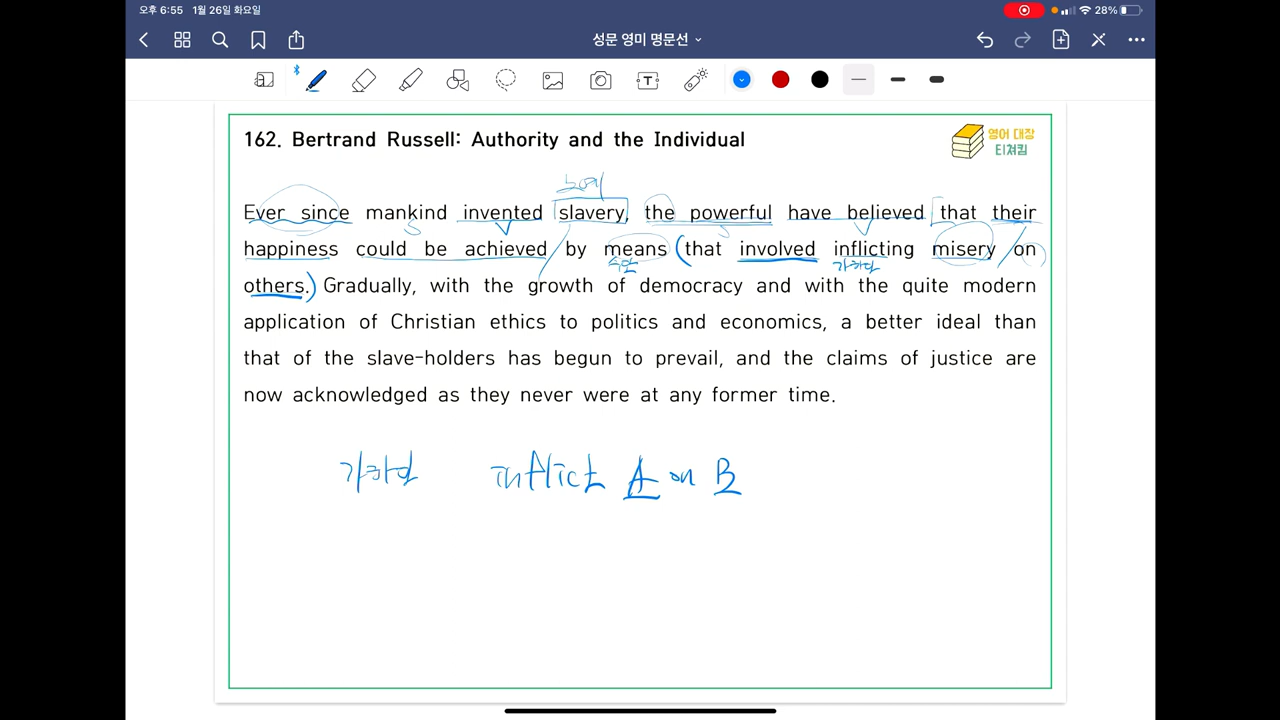 오후 6:55 1월 26일 화요일
28%
성문 영미 명문선
162. Bertrand Russell: Authority and the Individual
영어 대장
티쳐킴
노예
Ever since mankind invented slavery, the powerful have believed that their
S V S V
happiness could be achieved by means (that involved inflicting misery on
수단 가하다
others.) Gradually, with the growth of democracy and with the quite modern
application of Christian ethics to politics and economics, a better ideal than
that of the slave-holders has begun to prevail, and the claims of justice are
now acknowledged as they never were at any former time.
가하다 inflict A on B